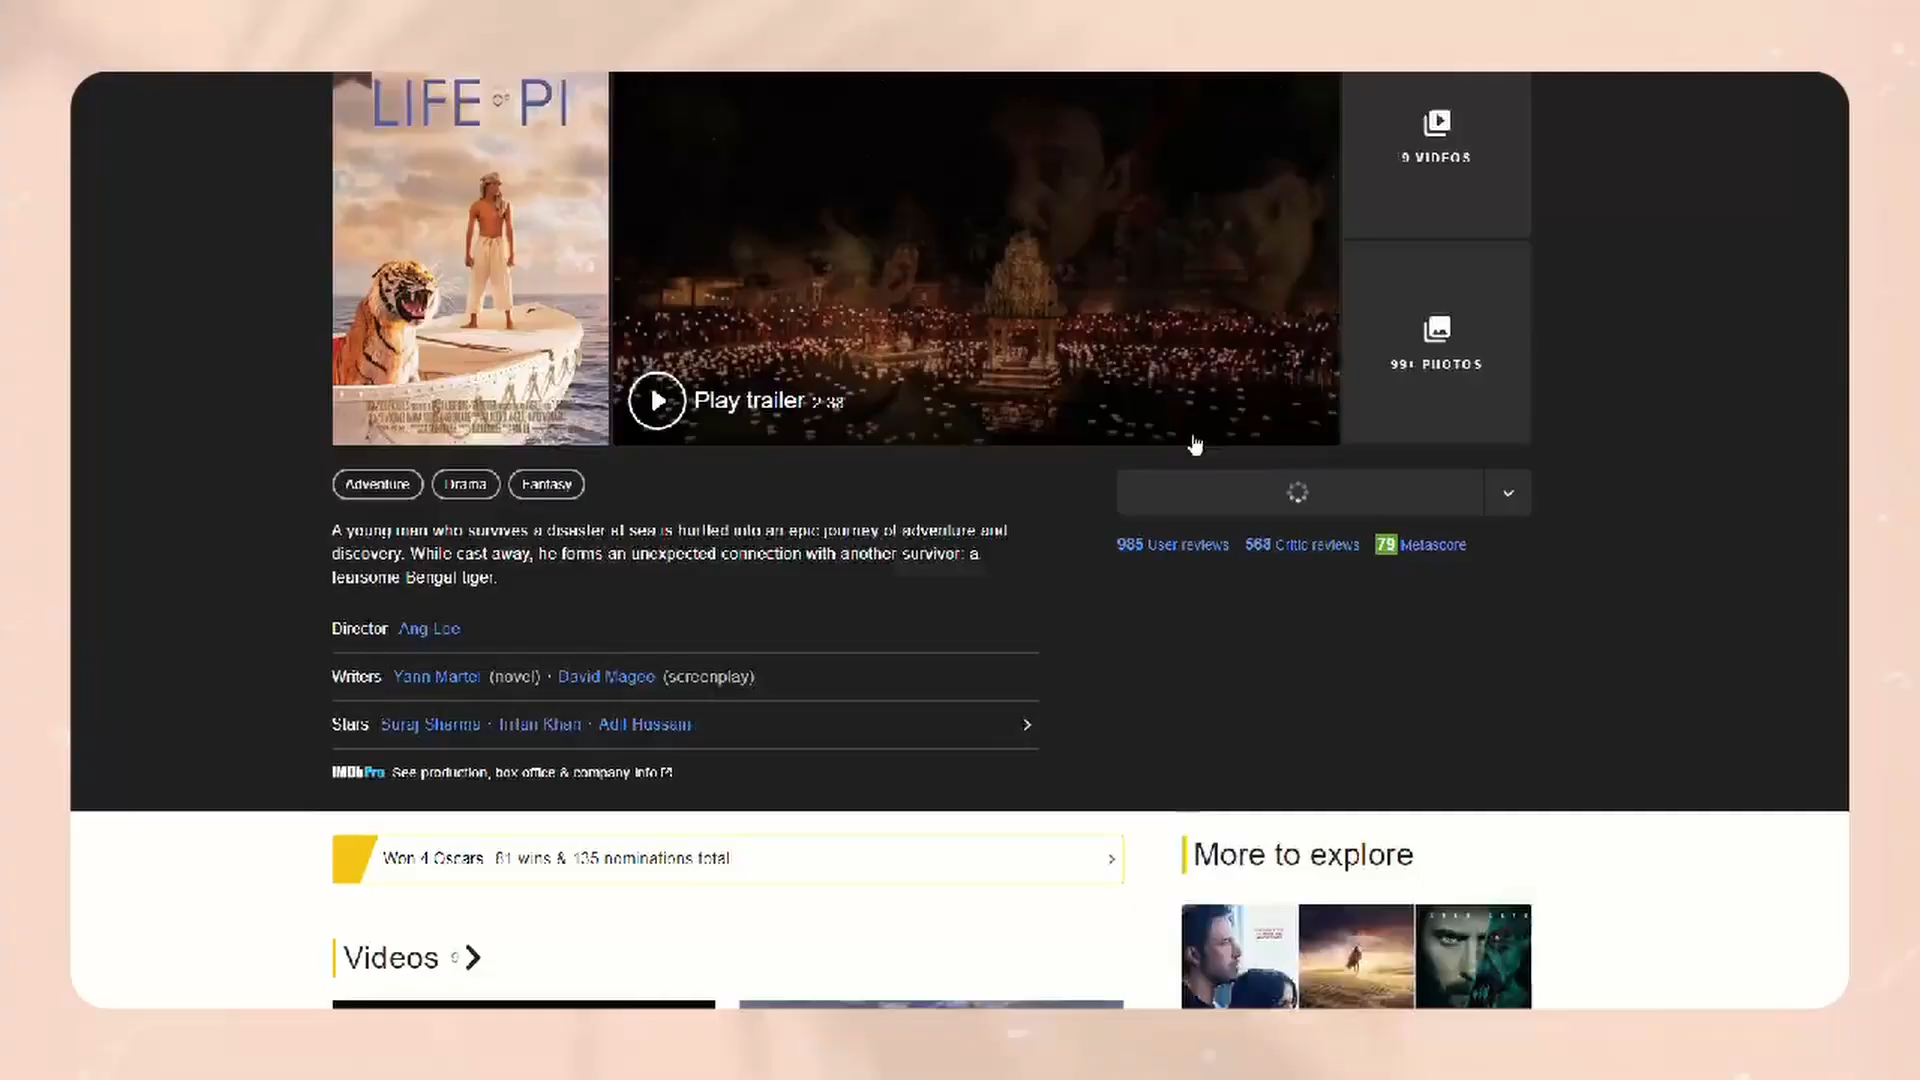 LIFE OF PI
9 VIDEOS
99+ PHOTOS
Play trailer 2:38
Adventure
Drama
Fantasy
A young man who survives a disaster at sea is hurtled into an epic journey of adventure and
discovery. While cast away, he forms an unexpected connection with another survivor: a
fearsome Bengal tiger.
985 User reviews 568 Critic reviews 79 Metascore
Director Ang Lee
Writers Yann Martel (novel) · David Magee (screenplay)
Stars Suraj Sharma · Irrfan Khan · Adil Hussain
IMDbPro See production, box office & company info
Won 4 Oscars 81 wins & 135 nominations total
More to explore
Videos 9